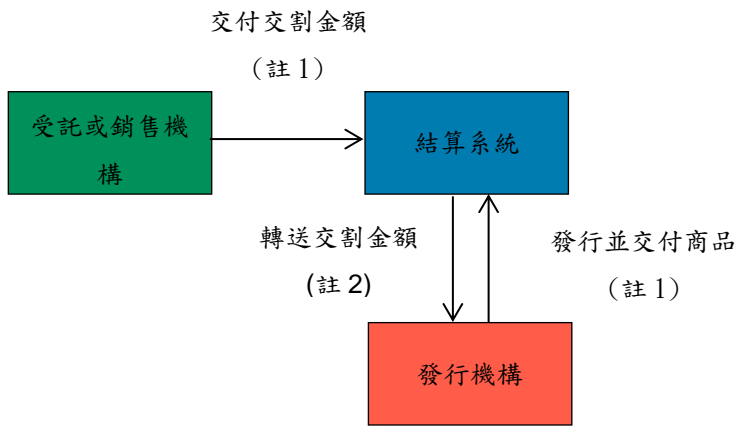 交付交割金額
（註1）
受託或銷售機
構
結算系統
轉送交割金額
(註 2)
發行並交付商品
（註1）
發行機構